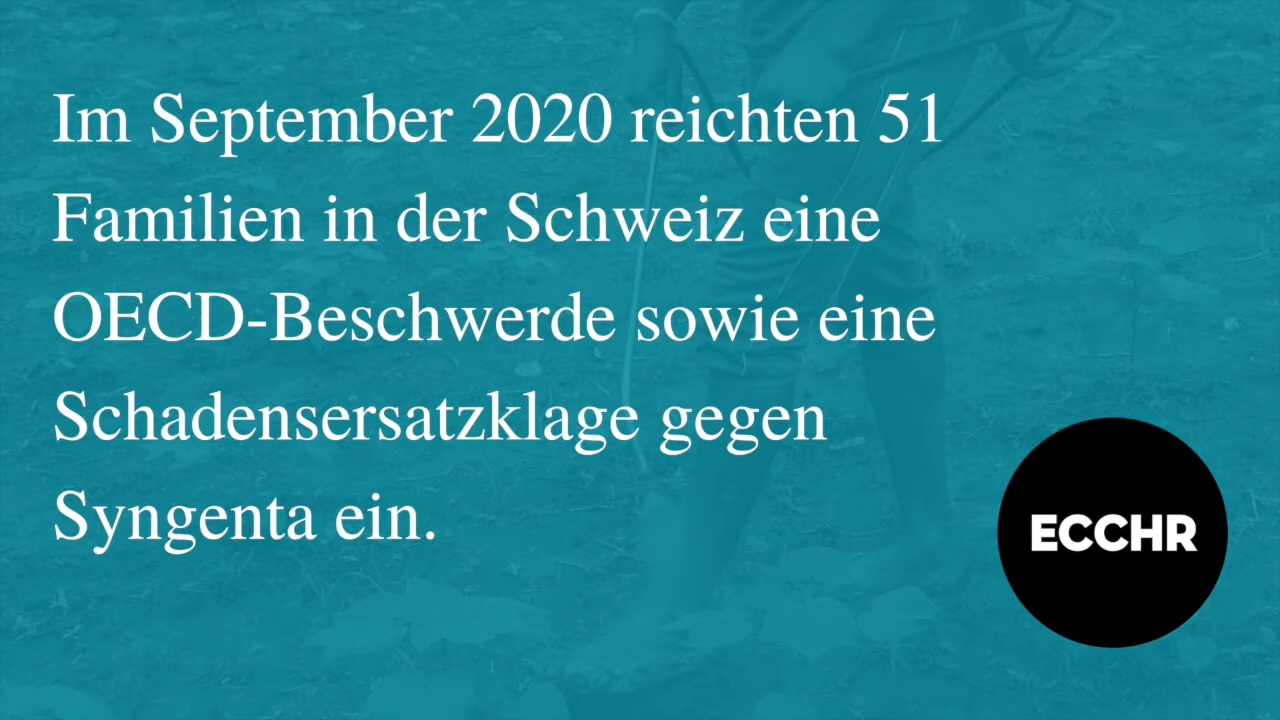 Im September 2020 reichten 51
Familien in der Schweiz eine
OECD-Beschwerde sowie eine
Schadensersatzklage gegen
Syngenta ein.
ECCHR